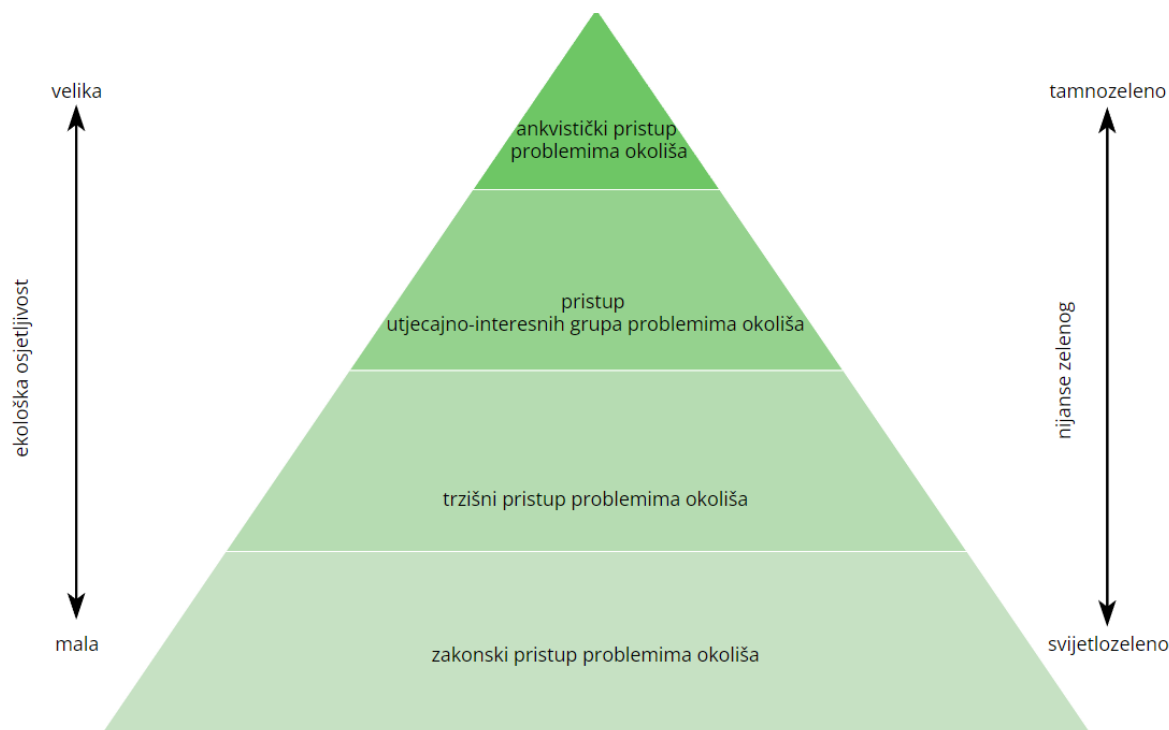 velika
tamnozeleno
ankvistički pristup
problemima okoliša
ekološka osjetljivost
pristup
utjecajno-interesnih grupa problemima okoliša
nijanse zelenog
trzišni pristup problemima okoliša
mala
zakonski pristup problemima okoliša
svijetlozeleno